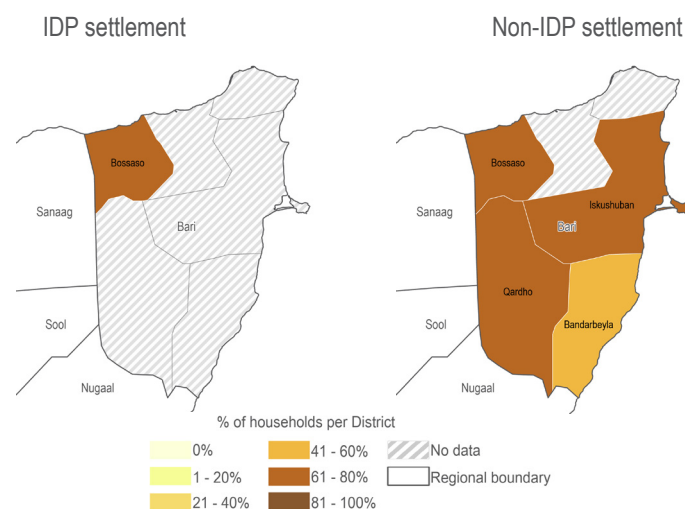 IDP settlement
Non-IDP settlement
Bossaso
Sanaag
Bari
Sool
Nugaal
Bossaso
Sanaag
Iskushuban
Bari
Qardho
Sool
Bandarbeyla
Nugaal
% of households per District
0%
1 - 20%
21 - 40%
41 - 60%
61 - 80%
81 - 100%
No data
Regional boundary